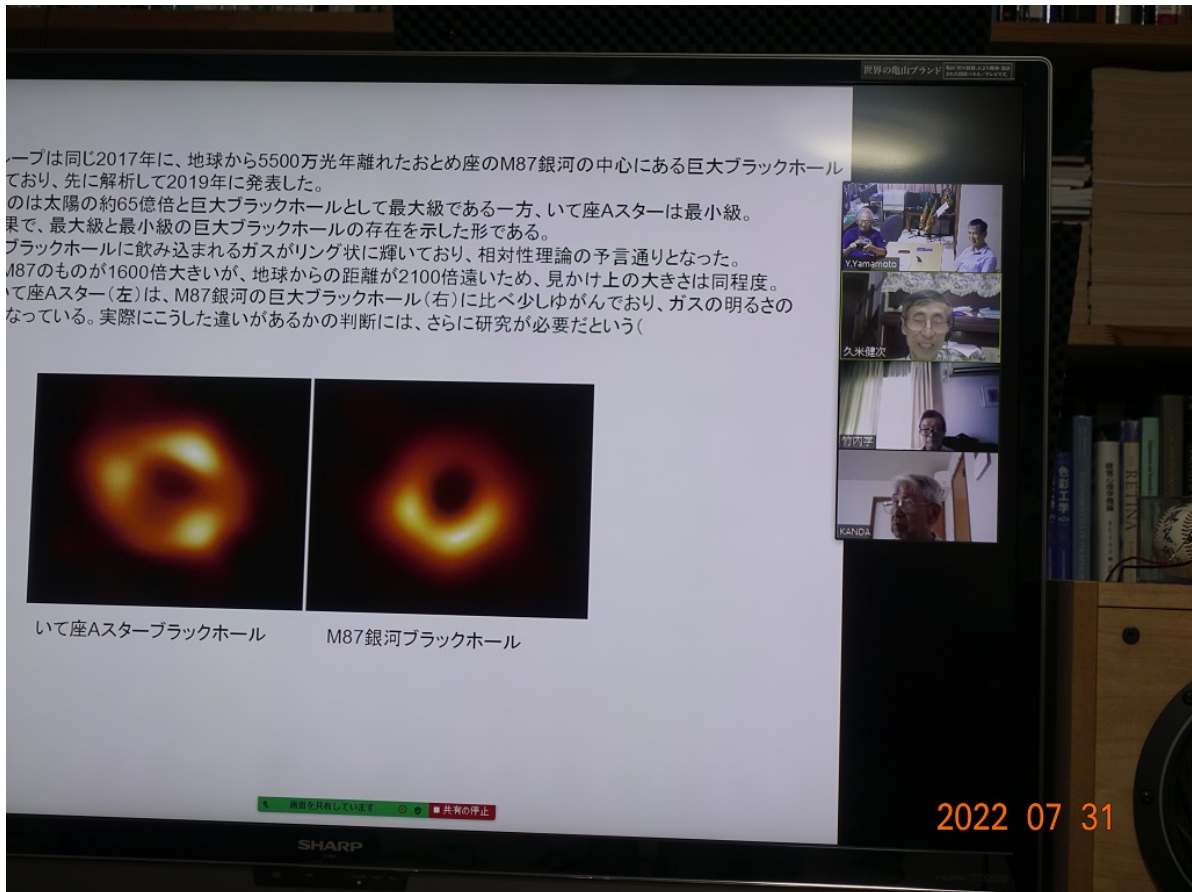 世界の亀山ブランド
ープは同じ2017年に、地球から5500万光年離れたおとめ座のM87銀河の中心にある巨大ブラックホール
ており、先に解析して2019年に発表した。
のは太陽の約65億倍と巨大ブラックホールとして最大級である一方、いて座Aスターは最小級。
果で、最大級と最小級の巨大ブラックホールの存在を示した形である。
ブラックホールに飲み込まれるガスがリング状に輝いており、相対性理論の予言通りとなった。
M87のものが1600倍大きいが、地球からの距離が2100倍遠いため、見かけ上の大きさは同程度。
いて座Aスター(左)は、M87銀河の巨大ブラックホール(右)に比べ少しゆがんでおり、ガスの明るさの
なっている。実際にこうした違いがあるかの判断には、さらに研究が必要だという(
いて座Aスターブラックホール
M87銀河ブラックホール
Y.Yamamoto
久米健次
竹内孚
KANDA
画面を共有しています
共有の停止
SHARP
色彩工学
RETINA
2022 07 31